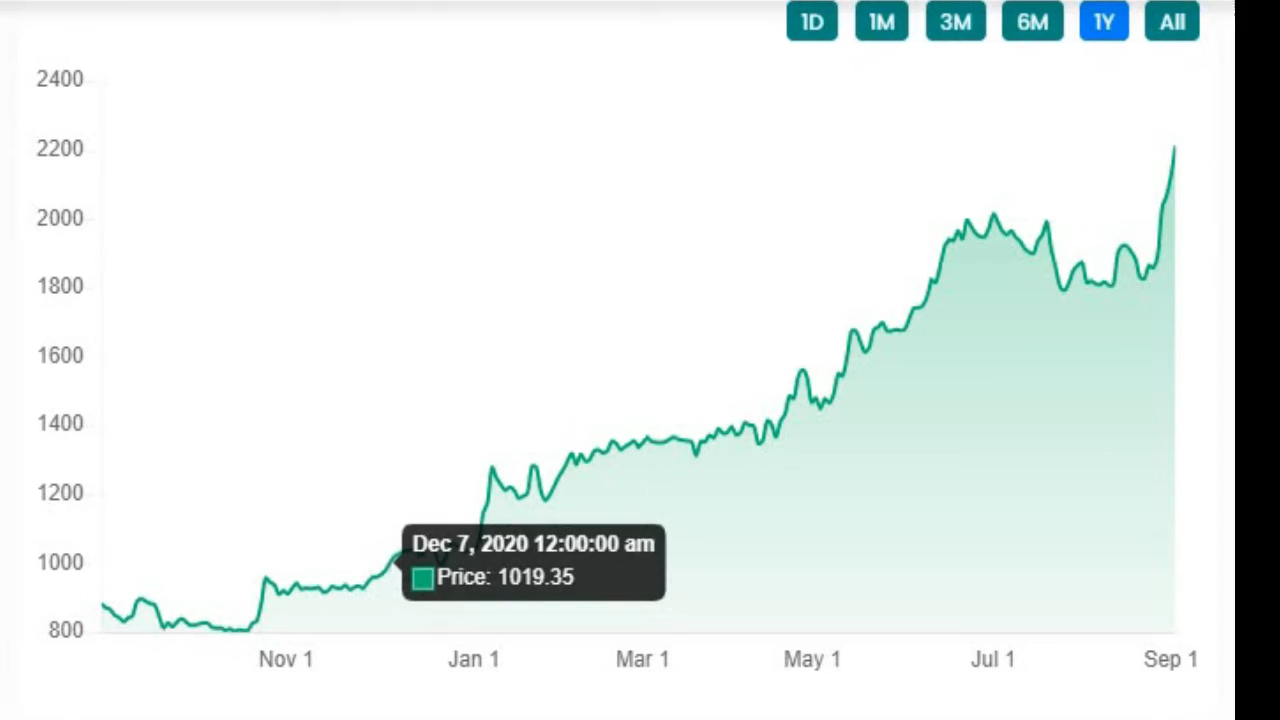 1D 1M 3M 6M 1Y All
2400
2200
2000
1800
1600
1400
1200
1000
800
Dec 7, 2020 12:00:00 am
Price: 1019.35
Nov 1 Jan 1 Mar 1 May 1 Jul 1 Sep 1